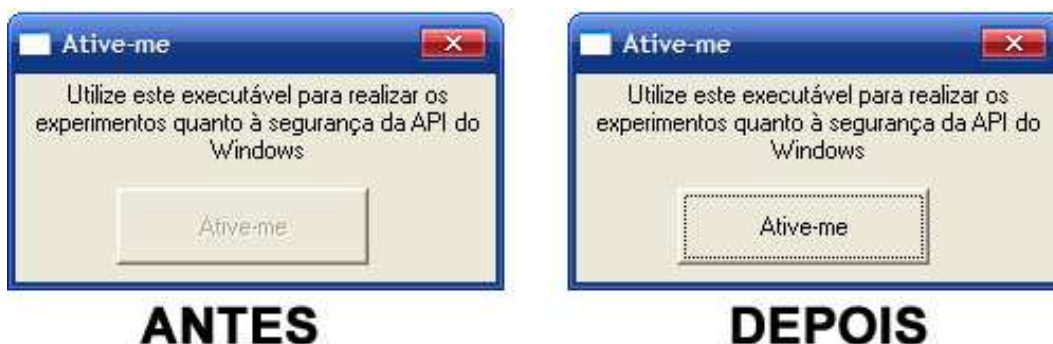 Ative-me
Utilize este executável para realizar os
experimentos quanto à segurança da API do
Windows
Ative-me
ANTES
Ative-me
Utilize este executável para realizar os
experimentos quanto à segurança da API do
Windows
Ative-me
DEPOIS